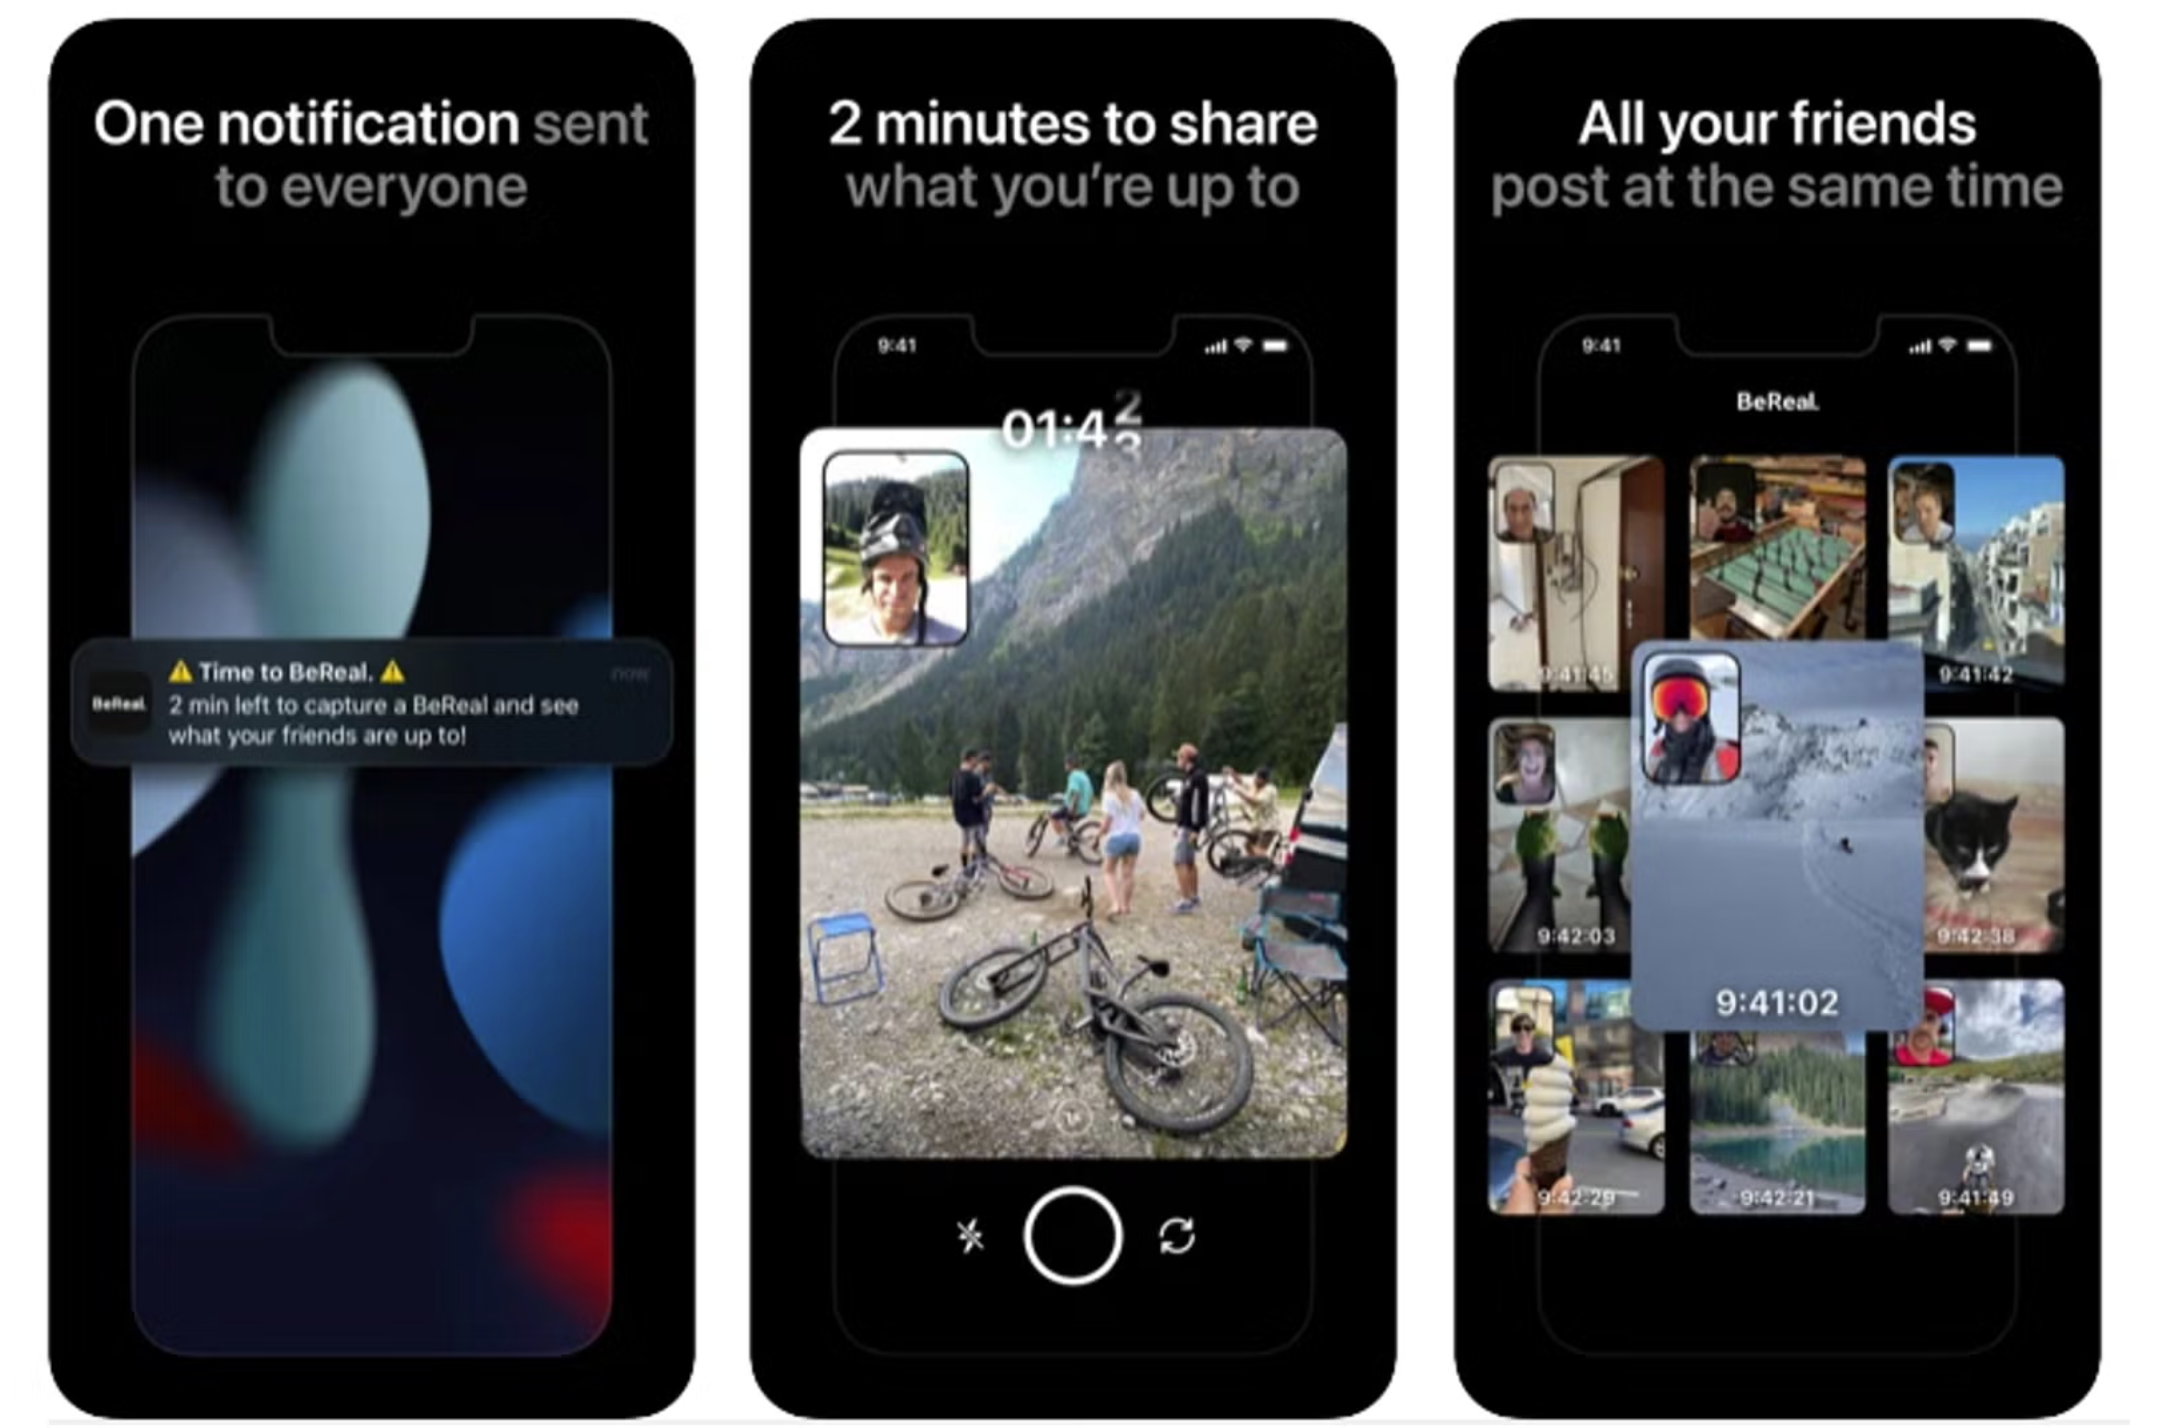 One notification sent
to everyone
BeReal.
⚠️ Time to BeReal. ⚠️
now
2 min left to capture a BeReal and see
what your friends are up to!
2 minutes to share
what you’re up to
9:41
01:42
All your friends
post at the same time
9:41
BeReal.
9:41:45
9:41:42
9:42:03
9:41:02
9:42:38
9:42:29
9:42:21
9:41:49